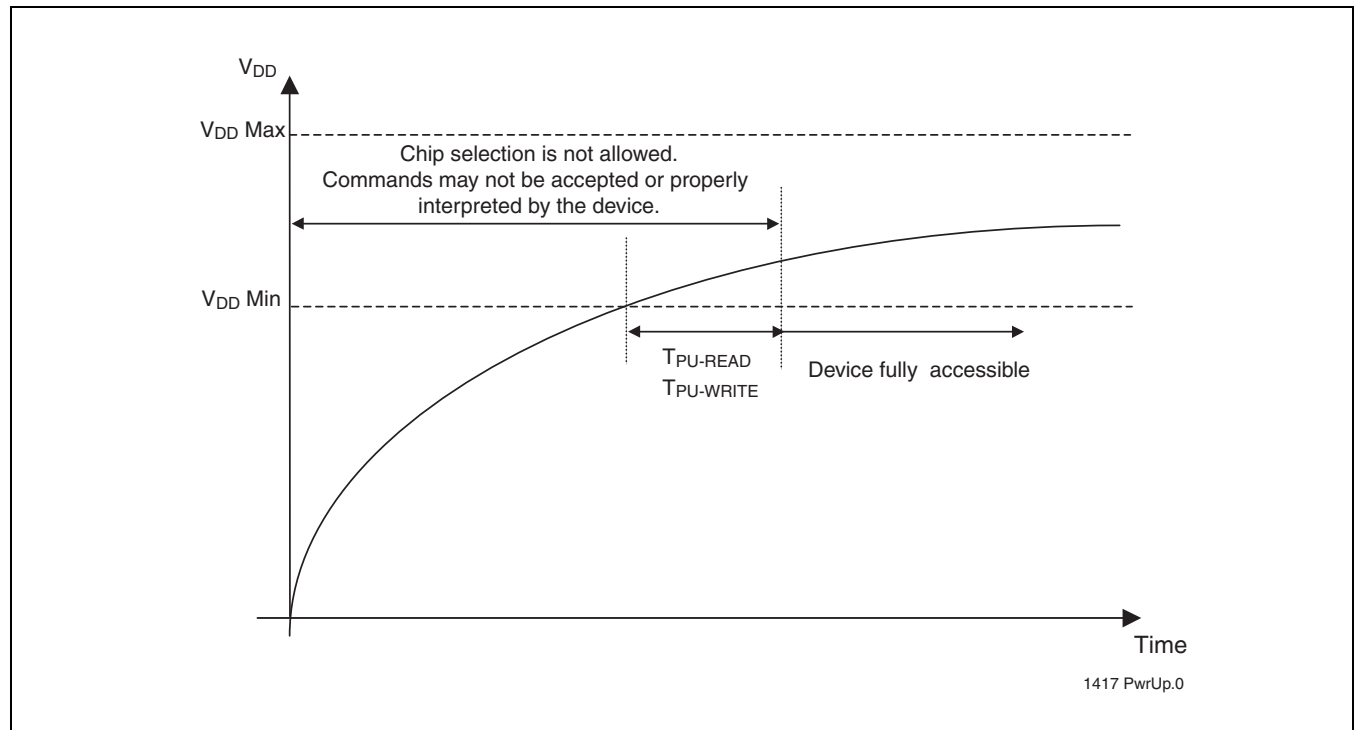 VDD
VDD Max
Chip selection is not allowed.
Commands may not be accepted or properly
interpreted by the device.
VDD Min
TPU-READ
TPU-WRITE
Device fully accessible
Time
1417 PwrUp.0